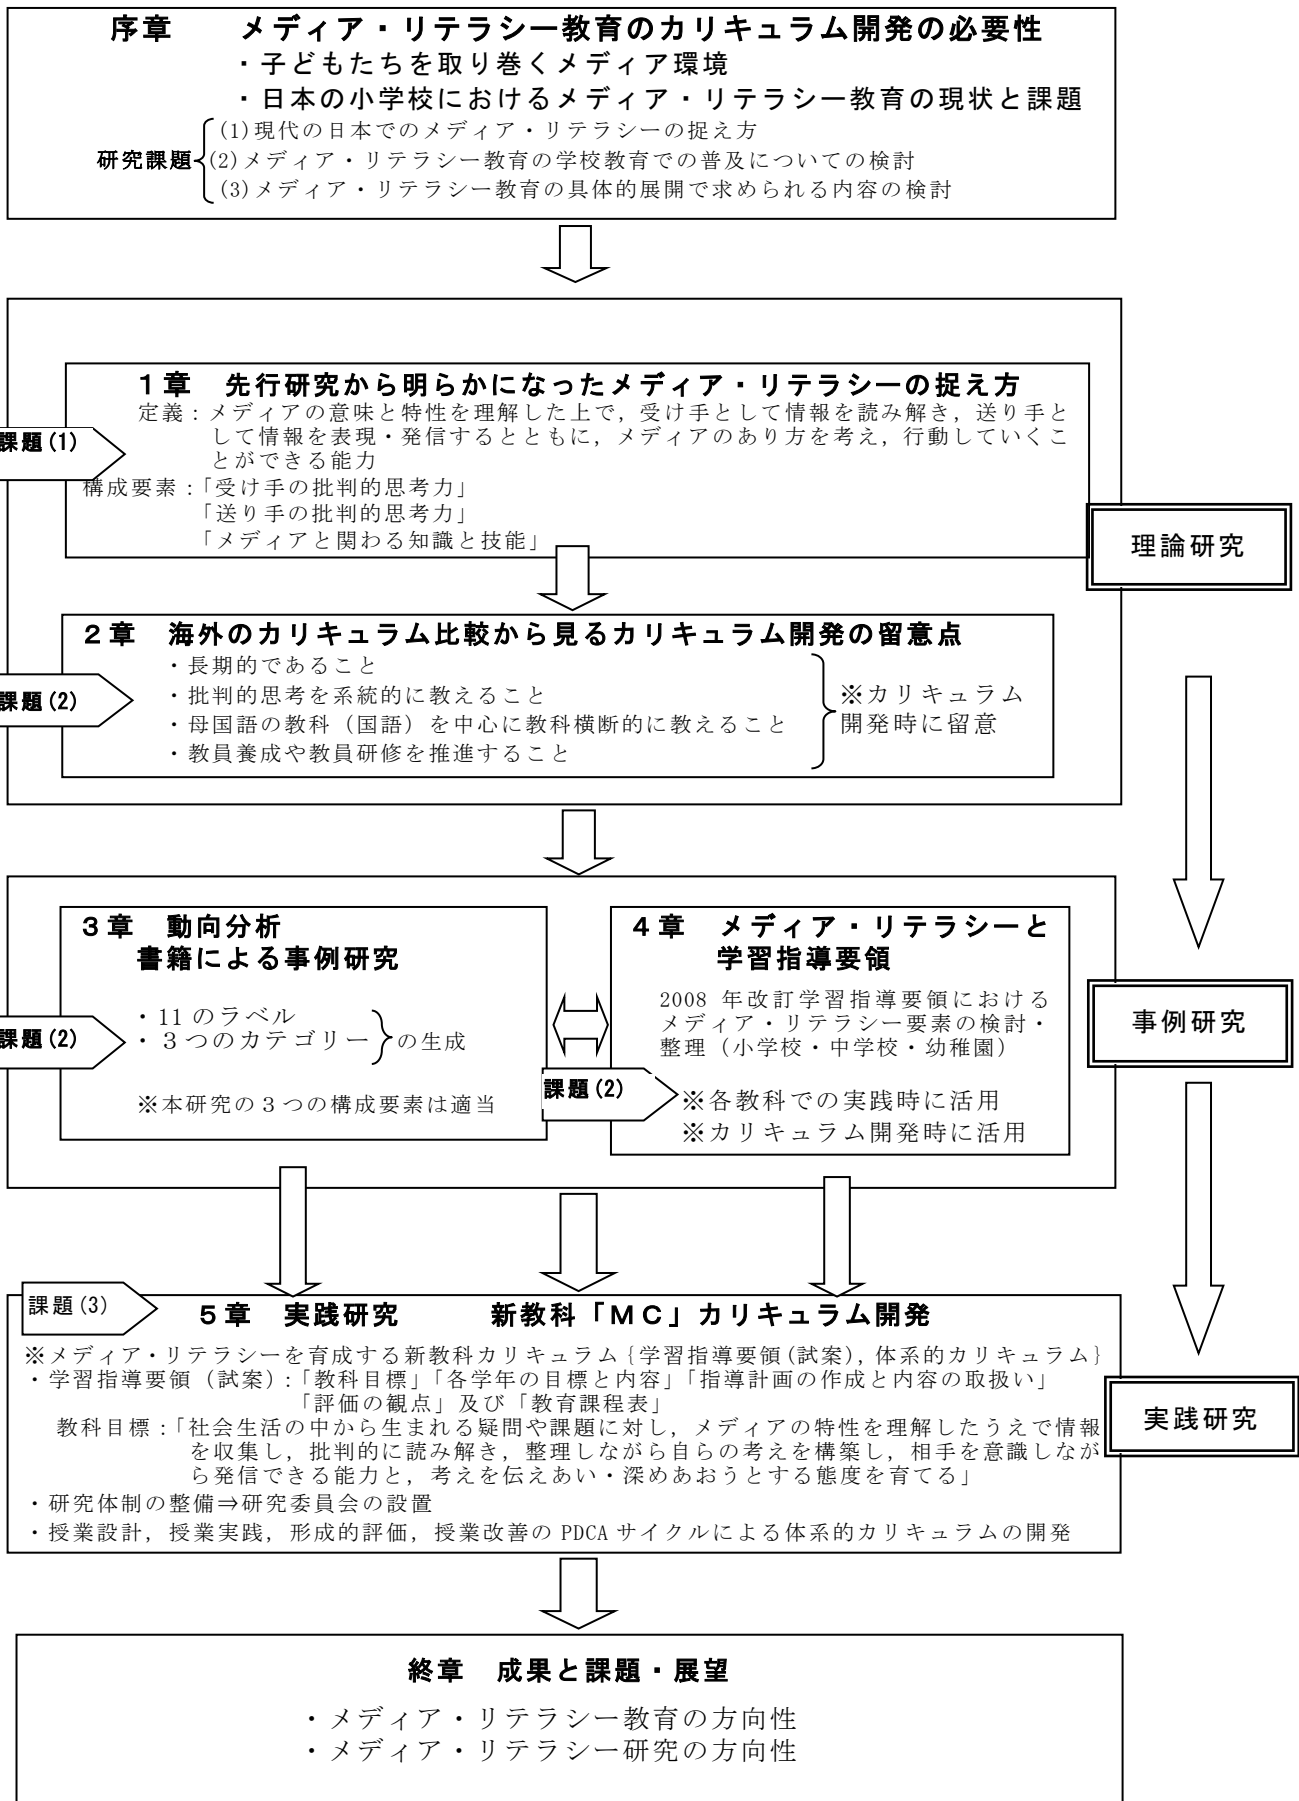 序章　メディア・リテラシー教育のカリキュラム開発の必要性
・子どもたちを取り巻くメディア環境
・日本の小学校におけるメディア・リテラシー教育の現状と課題
研究課題
(1)現代の日本でのメディア・リテラシーの捉え方
(2)メディア・リテラシー教育の学校教育での普及についての検討
(3)メディア・リテラシー教育の具体的展開で求められる内容の検討
1章　先行研究から明らかになったメディア・リテラシーの捉え方
定義：メディアの意味と特性を理解した上で，受け手として情報を読み解き，送り手と
して情報を表現・発信するとともに，メディアのあり方を考え，行動していくこ
とができる能力
課題(1)
構成要素：「受け手の批判的思考力」
「送り手の批判的思考力」
「メディアと関わる知識と技能」
理論研究
2章　海外のカリキュラム比較から見るカリキュラム開発の留意点
・長期的であること
・批判的思考を系統的に教えること
・母国語の教科（国語）を中心に教科横断的に教えること
・教員養成や教員研修を推進すること
課題(2)
※カリキュラム
開発時に留意
3章　動向分析
書籍による事例研究
・11のラベル
・３つのカテゴリー
の生成
課題(2)
※本研究の３つの構成要素は適当
4章　メディア・リテラシーと
学習指導要領
2008 年改訂学習指導要領における
メディア・リテラシー要素の検討・
整理（小学校・中学校・幼稚園）
課題(2)
※各教科での実践時に活用
※カリキュラム開発時に活用
事例研究
課題(3)
5章　実践研究　新教科「ＭＣ」カリキュラム開発
※メディア・リテラシーを育成する新教科カリキュラム{学習指導要領(試案)，体系的カリキュラム}
・学習指導要領（試案）：「教科目標」「各学年の目標と内容」「指導計画の作成と内容の取扱い」
「評価の観点」及び「教育課程表」
教科目標：「社会生活の中から生まれる疑問や課題に対し，メディアの特性を理解したうえで情報
を収集し，批判的に読み解き，整理しながら自らの考えを構築し，相手を意識しなが
ら発信できる能力と，考えを伝えあい・深めあおうとする態度を育てる」
・研究体制の整備⇒研究委員会の設置
・授業設計，授業実践，形成的評価，授業改善の PDCA サイクルによる体系的カリキュラムの開発
実践研究
終章　成果と課題・展望
・メディア・リテラシー教育の方向性
・メディア・リテラシー研究の方向性